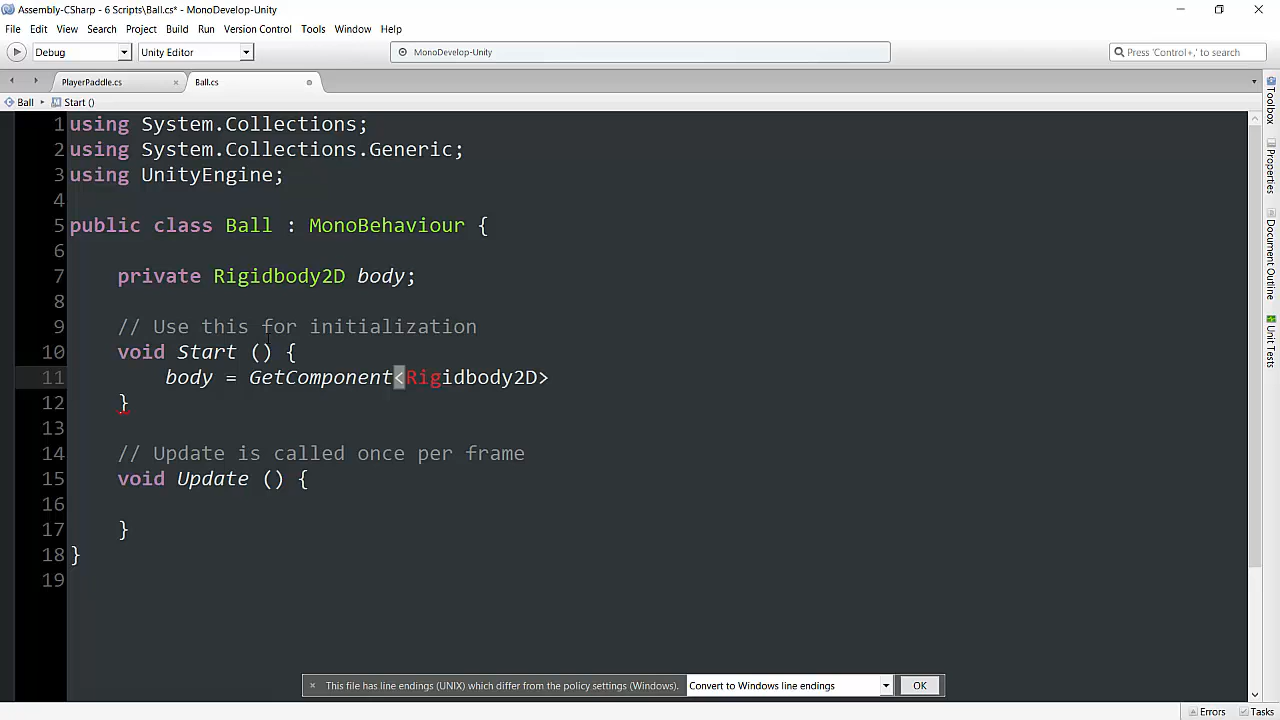 Assembly-CSharp - 6 Scripts\Ball.cs* - MonoDevelop-Unity
File Edit View Search Project Build Run Version Control Tools Window Help
Debug Unity Editor MonoDevelop-Unity Press 'Control+,' to search
PlayerPaddle.cs × Ball.cs
Ball ▸ Start ()
1 using System.Collections;
2 using System.Collections.Generic;
3 using UnityEngine;
4
5 public class Ball : MonoBehaviour {
6
7 private Rigidbody2D body;
8
9 // Use this for initialization
10 void Start () {
11 body = GetComponent<Rigidbody2D>
12 }
13
14 // Update is called once per frame
15 void Update () {
16
17 }
18 }
19
Toolbox
Properties
Document Outline
Unit Tests
× This file has line endings (UNIX) which differ from the policy settings (Windows). Convert to Windows line endings OK
Errors Tasks